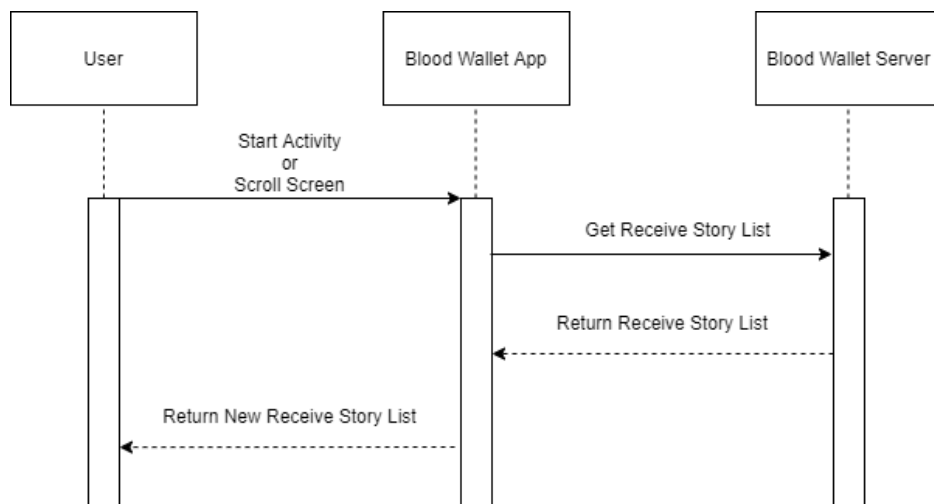 User
Blood Wallet App
Blood Wallet Server
Start Activity
or
Scroll Screen
Get Receive Story List
Return Receive Story List
Return New Receive Story List